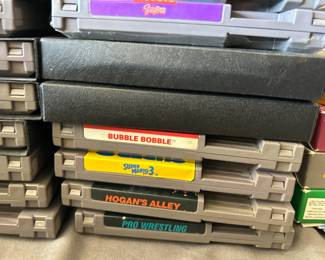 BUBBLE BOBBLE
SUPER
MARIO 3
HOGAN'S ALLEY
PRO WRESTLING